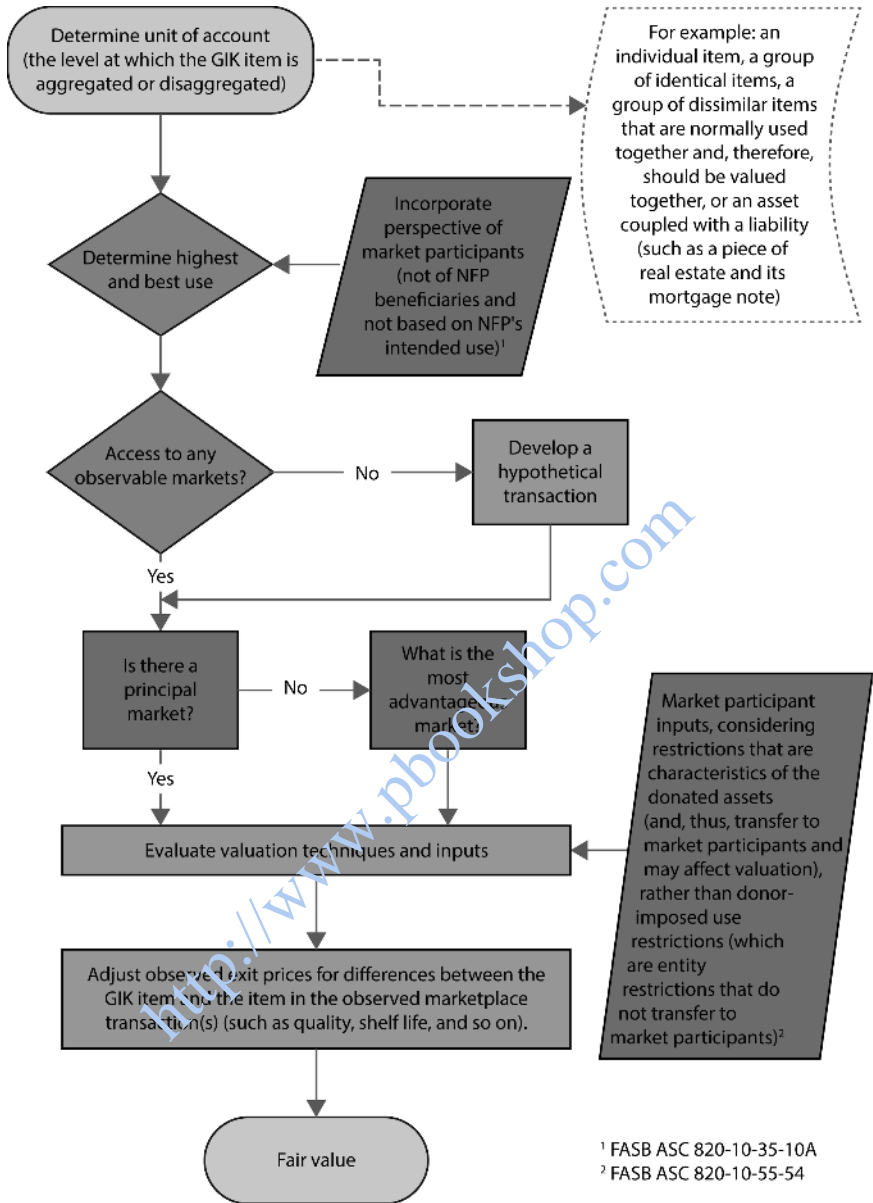 Determine unit of account
(the level at which the GIK item is
aggregated or disaggregated)
For example: an
individual item, a group
of identical items, a
group of dissimilar items
that are normally used
together and, therefore,
should be valued
together, or an asset
coupled with a liability
(such as a piece of
real estate and its
mortgage note)
Determine highest
and best use
Incorporate
perspective of
market participants
(not of NFP
beneficiaries and
not based on NFP's
intended use)¹
Access to any
observable markets?
No
Develop a
hypothetical
transaction
Yes
Is there a
principal
market?
No
What is the
most
advantageous
market?
Yes
Market participant
inputs, considering
restrictions that are
characteristics of the
donated assets
(and, thus, transfer to
market participants and
may affect valuation),
rather than donor-
imposed use
restrictions (which
are entity
restrictions that do
not transfer to
market participants)²
Evaluate valuation techniques and inputs
Adjust observed exit prices for differences between the
GIK item and the item in the observed marketplace
transaction(s) (such as quality, shelf life, and so on).
Fair value
¹ FASB ASC 820-10-35-10A
² FASB ASC 820-10-55-54
http://www.pbookshop.com